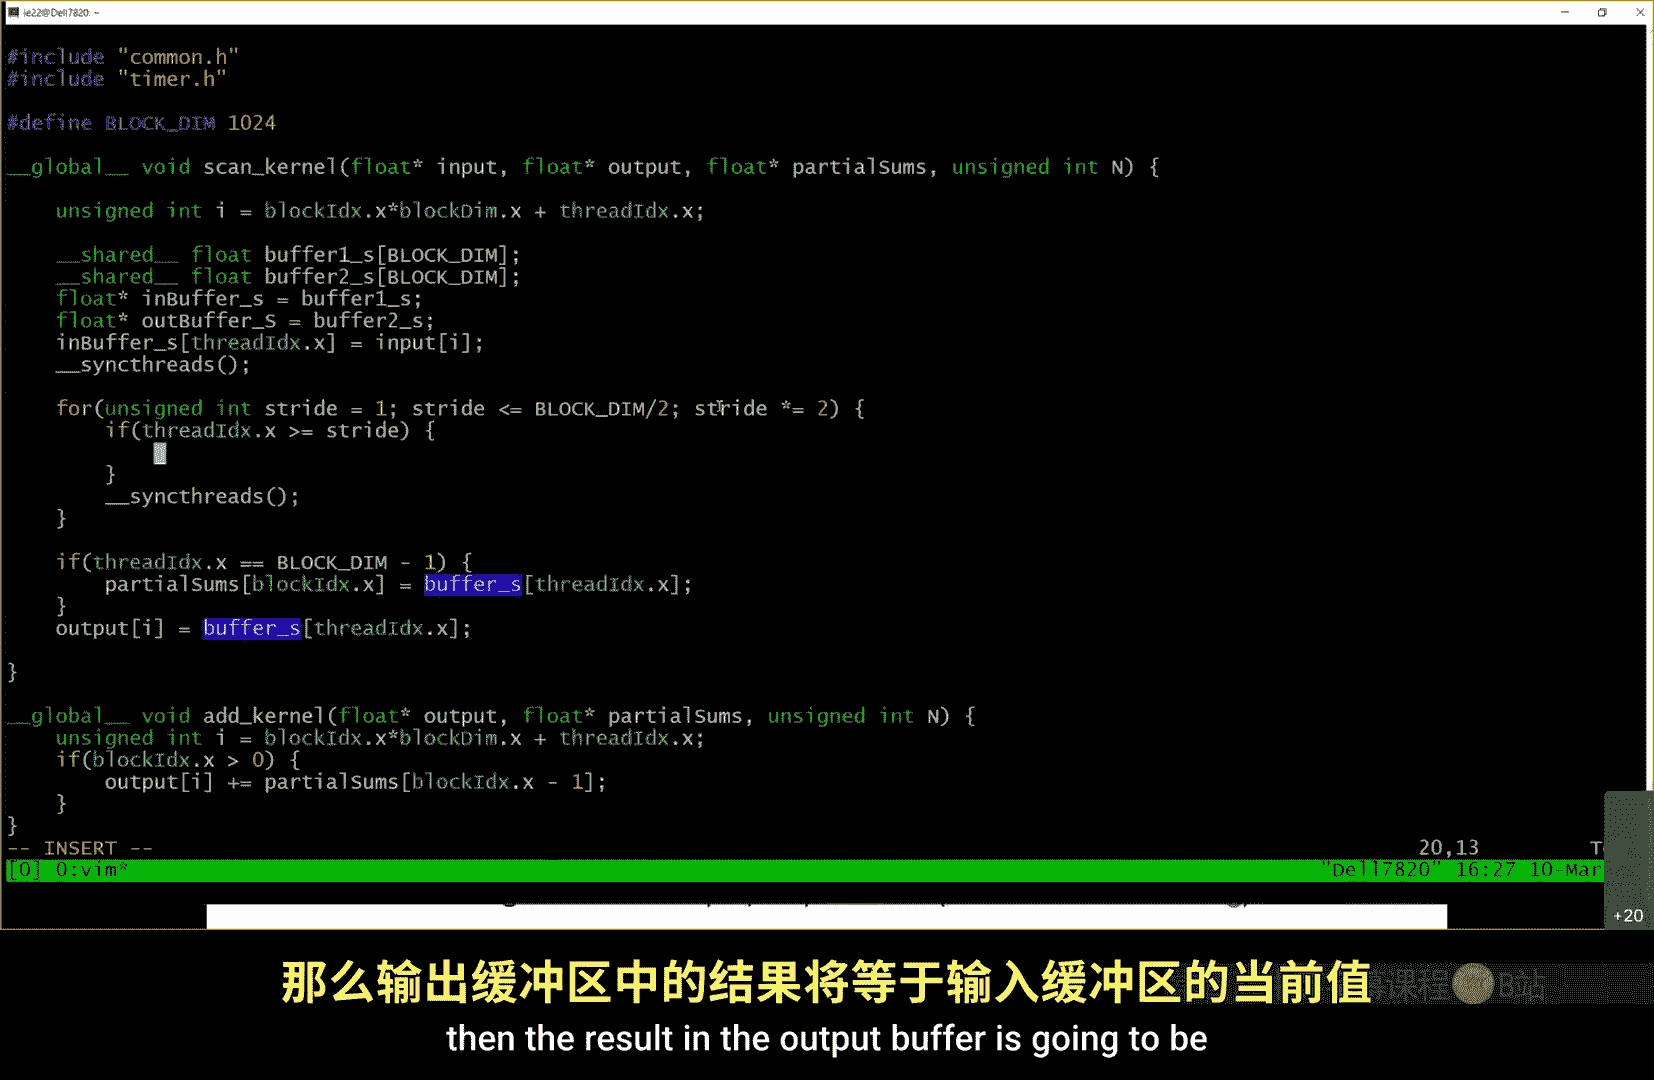 ie22@Dell7820: ~
#include "common.h"
#include "timer.h"
#define BLOCK_DIM 1024
__global__ void scan_kernel(float* input, float* output, float* partialSums, unsigned int N) {
unsigned int i = blockIdx.x*blockDim.x + threadIdx.x;
__shared__ float buffer1_s[BLOCK_DIM];
__shared__ float buffer2_s[BLOCK_DIM];
float* inBuffer_s = buffer1_s;
float* outBuffer_S = buffer2_s;
inBuffer_s[threadIdx.x] = input[i];
__syncthreads();
for(unsigned int stride = 1; stride <= BLOCK_DIM/2; stride *= 2) {
if(threadIdx.x >= stride) {
}
__syncthreads();
}
if(threadIdx.x == BLOCK_DIM - 1) {
partialSums[blockIdx.x] = buffer_s[threadIdx.x];
}
output[i] = buffer_s[threadIdx.x];
}
__global__ void add_kernel(float* output, float* partialSums, unsigned int N) {
unsigned int i = blockIdx.x*blockDim.x + threadIdx.x;
if(blockIdx.x > 0) {
output[i] += partialSums[blockIdx.x - 1];
}
}
-- INSERT -- 20,13
[0] 0:vim* "Dell7820" 16:27 10-Mar
+20
那么输出缓冲区中的结果将等于输入缓冲区的当前值
课程 B站
then the result in the output buffer is going to be